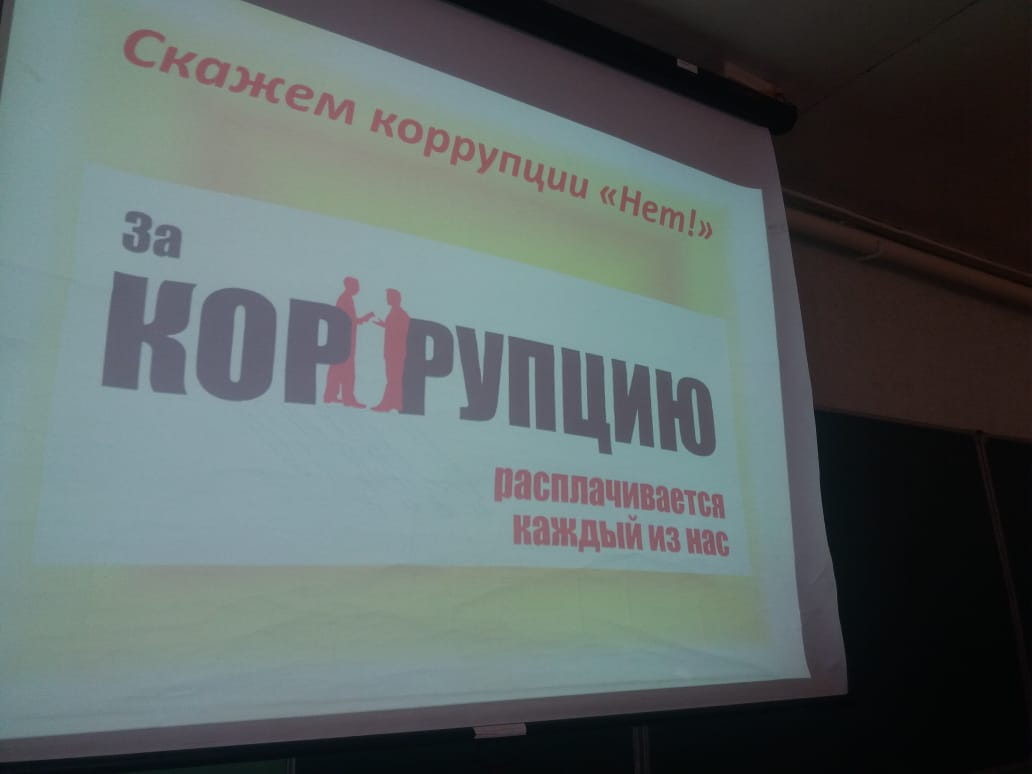 Скажем коррупции «Нет!»
За
КОРРУПЦИЮ
расплачивается
каждый из нас